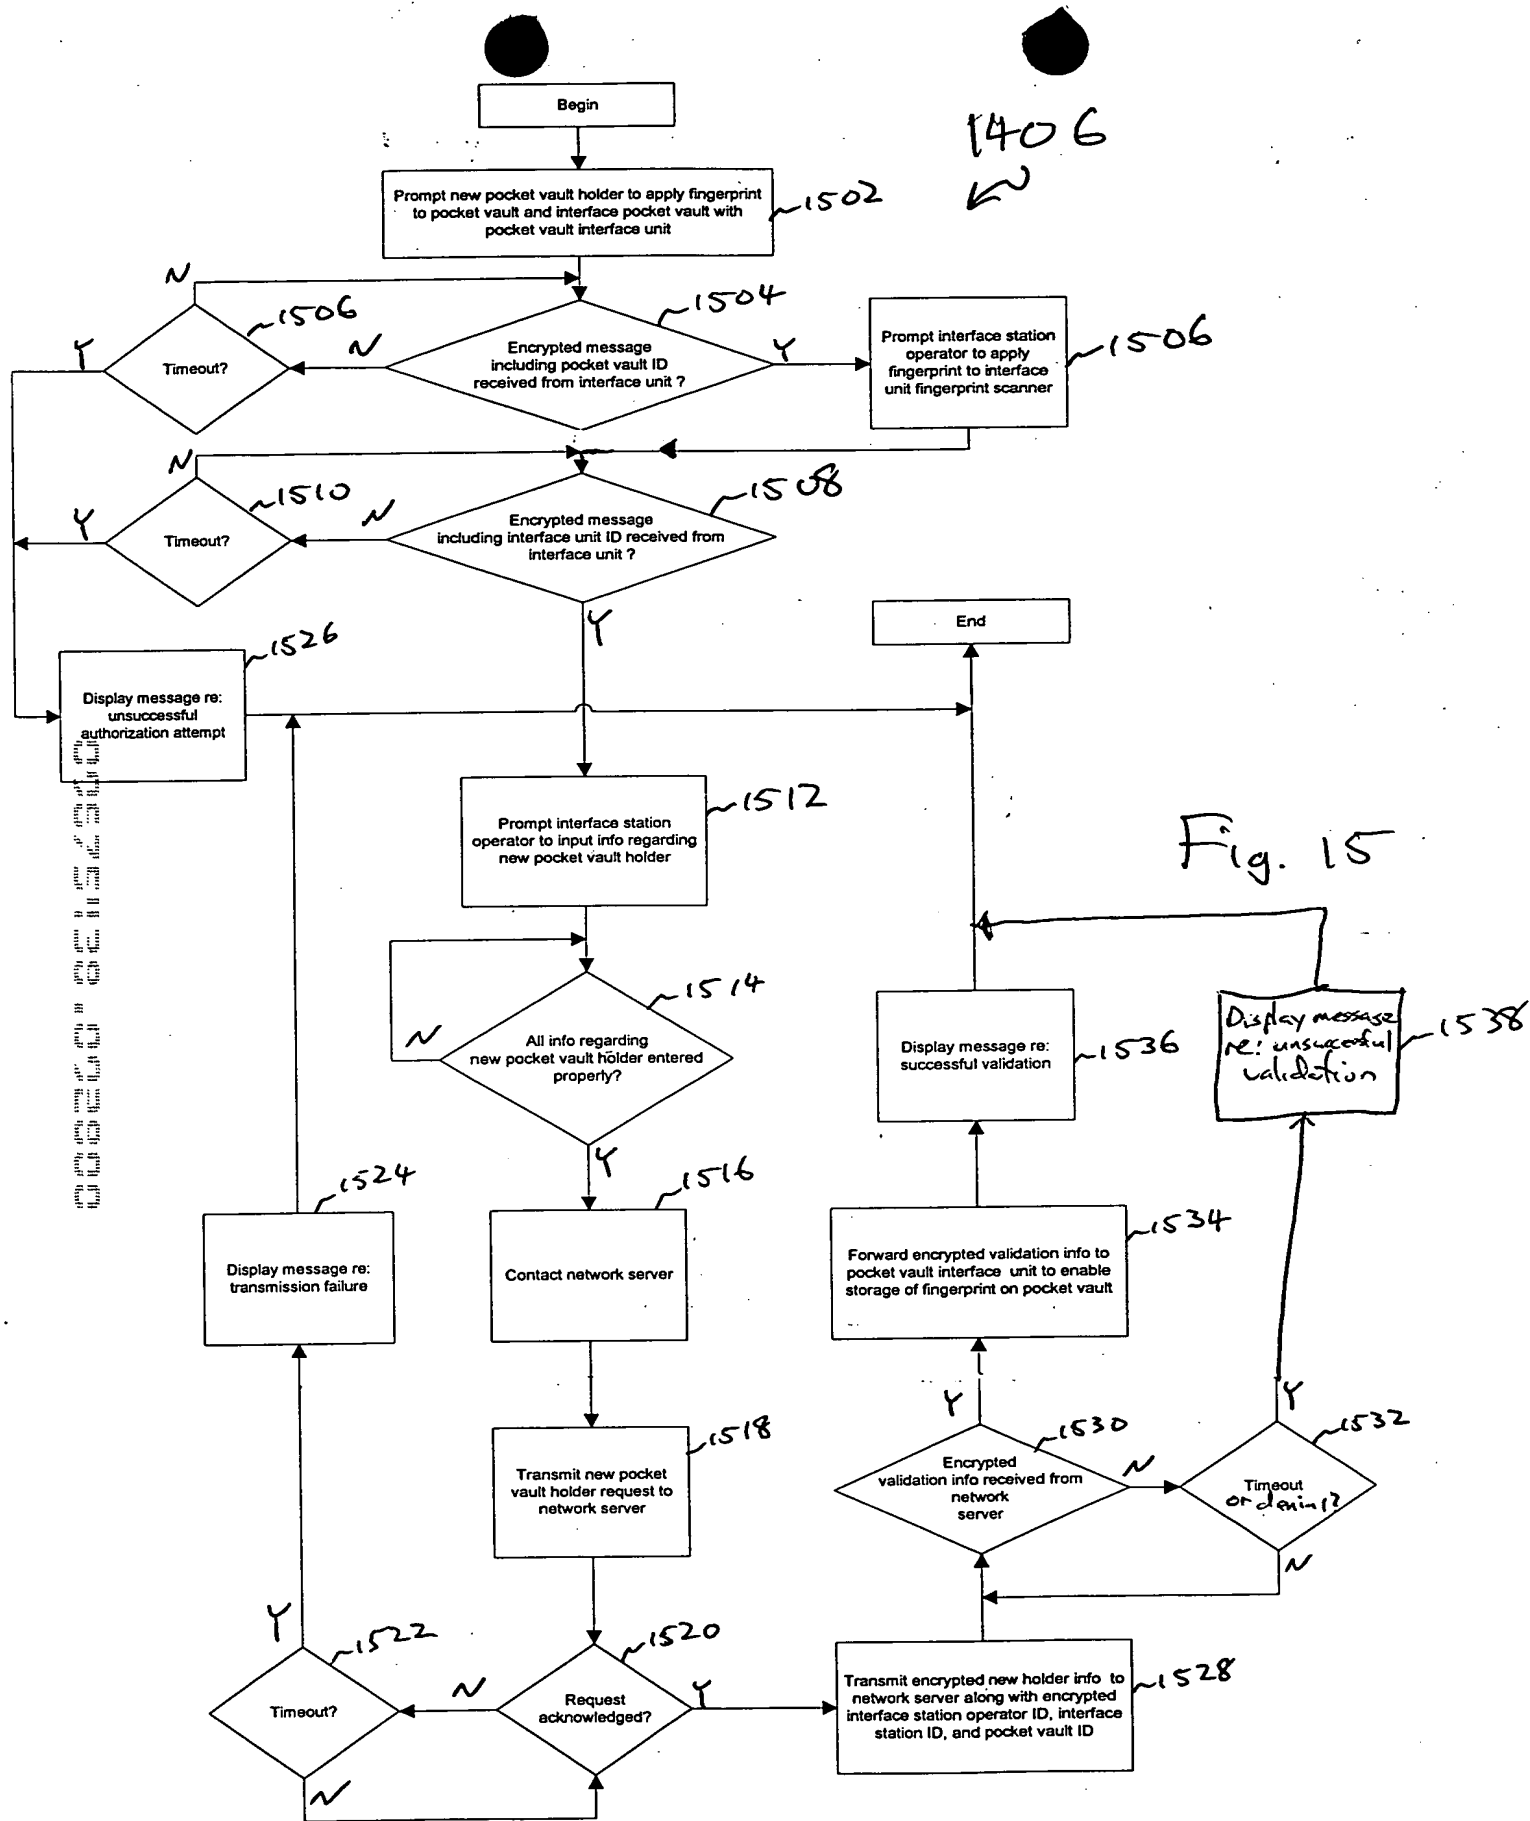 Begin
1406
Prompt new pocket vault holder to apply fingerprint
to pocket vault and interface pocket vault with
pocket vault interface unit
1502
N
1506
1504
Y
Timeout?
N
Encrypted message
including pocket vault ID
received from interface unit ?
Y
Prompt interface station
operator to apply
fingerprint to interface
unit fingerprint scanner
1506
N
1510
1508
Y
Timeout?
N
Encrypted message
including interface unit ID received from
interface unit ?
Y
End
1526
Display message re:
unsuccessful
authorization attempt
Prompt interface station
operator to input info regarding
new pocket vault holder
1512
Fig. 15
1514
N
All info regarding
new pocket vault holder entered
property?
Y
Display message re:
successful validation
1536
Display message
re: unsuccessful
validation
1538
1524
Display message re:
transmission failure
1516
Contact network server
Forward encrypted validation info to
pocket vault interface unit to enable
storage of fingerprint on pocket vault
1534
1518
Transmit new pocket
vault holder request to
network server
Y
1530
Encrypted
validation info received from
network
server
N
Y
1532
Timeout
or denial?
N
Y
1522
Timeout?
N
N
1520
Request
acknowledged?
Y
Transmit encrypted new holder info to
network server along with encrypted
interface station operator ID, interface
station ID, and pocket vault ID
1528